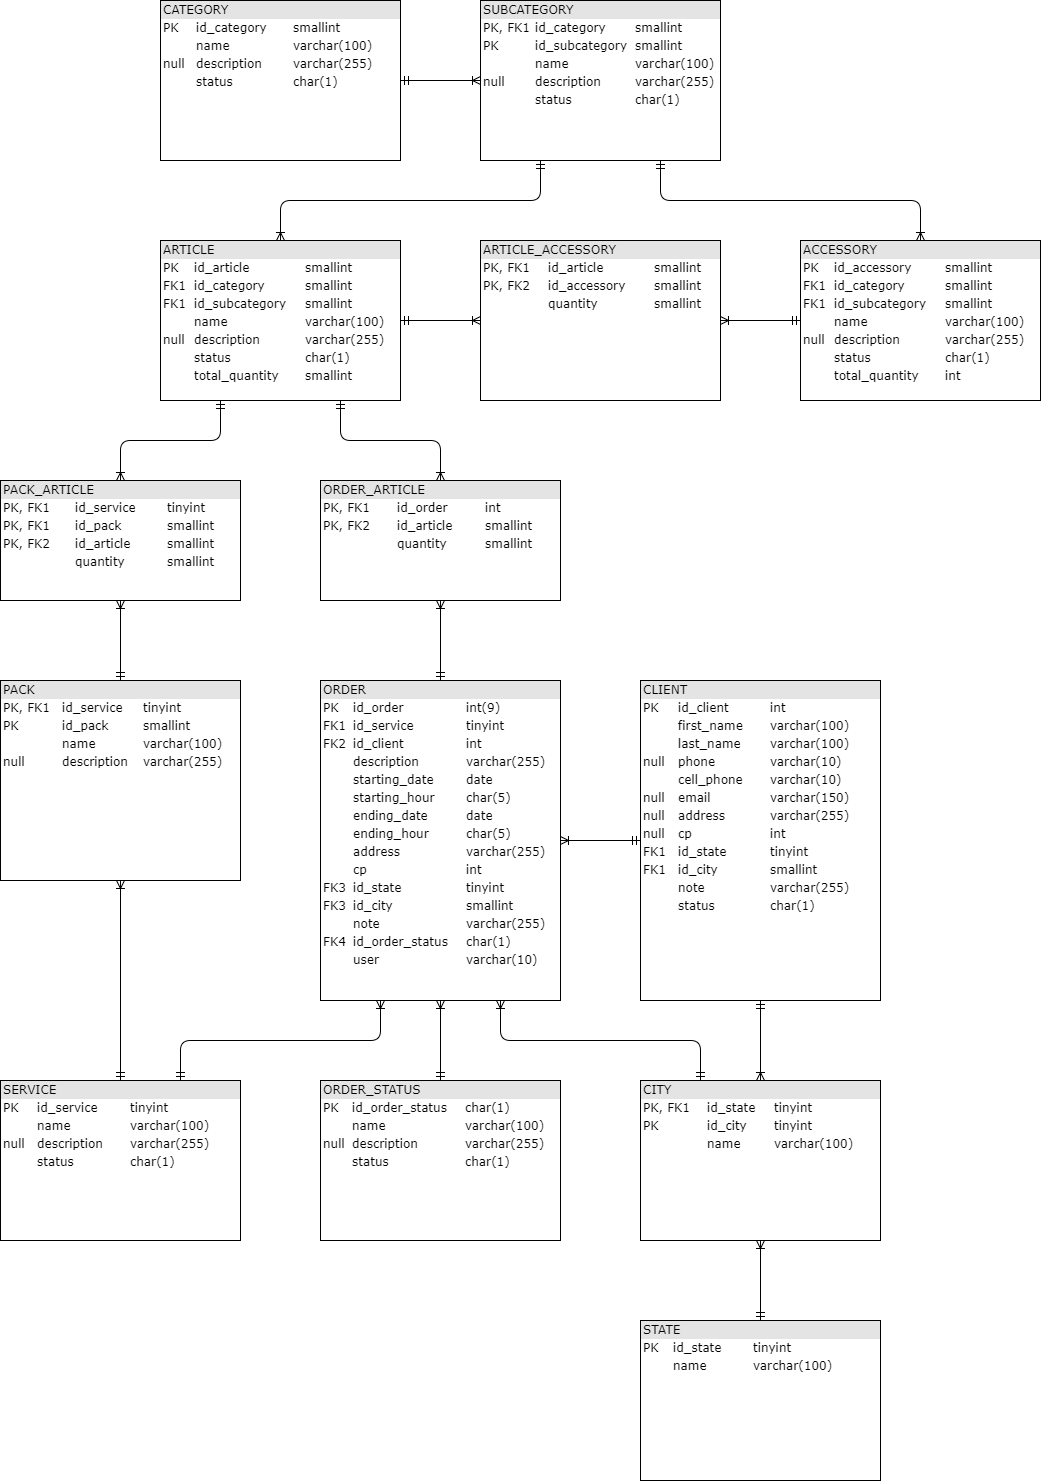 CATEGORY
PK id_category smallint
name varchar(100)
null description varchar(255)
status char(1)
SUBCATEGORY
PK, FK1 id_category smallint
PK id_subcategory smallint
name varchar(100)
null description varchar(255)
status char(1)
ARTICLE
PK id_article smallint
FK1 id_category smallint
FK1 id_subcategory smallint
name varchar(100)
null description varchar(255)
status char(1)
total_quantity smallint
ARTICLE_ACCESSORY
PK, FK1 id_article smallint
PK, FK2 id_accessory smallint
quantity smallint
ACCESSORY
PK id_accessory smallint
FK1 id_category smallint
FK1 id_subcategory smallint
name varchar(100)
null description varchar(255)
status char(1)
total_quantity int
PACK_ARTICLE
PK, FK1 id_service tinyint
PK, FK1 id_pack smallint
PK, FK2 id_article smallint
quantity smallint
ORDER_ARTICLE
PK, FK1 id_order int
PK, FK2 id_article smallint
quantity smallint
PACK
PK, FK1 id_service tinyint
PK id_pack smallint
name varchar(100)
null description varchar(255)
ORDER
PK id_order int(9)
FK1 id_service tinyint
FK2 id_client int
description varchar(255)
starting_date date
starting_hour char(5)
ending_date date
ending_hour char(5)
address varchar(255)
cp int
FK3 id_state tinyint
FK3 id_city smallint
note varchar(255)
FK4 id_order_status char(1)
user varchar(10)
CLIENT
PK id_client int
first_name varchar(100)
last_name varchar(100)
null phone varchar(10)
cell_phone varchar(10)
null email varchar(150)
null address varchar(255)
null cp int
FK1 id_state tinyint
FK1 id_city smallint
note varchar(255)
status char(1)
SERVICE
PK id_service tinyint
name varchar(100)
null description varchar(255)
status char(1)
ORDER_STATUS
PK id_order_status char(1)
name varchar(100)
null description varchar(255)
status char(1)
CITY
PK, FK1 id_state tinyint
PK id_city tinyint
name varchar(100)
STATE
PK id_state tinyint
name varchar(100)